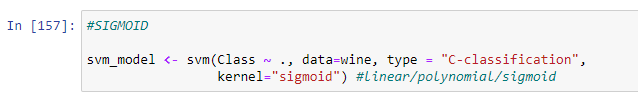 In [157]: #SIGMOID
svm_model <- svm(Class ~ ., data=wine, type = "C-classification",
kernel="sigmoid") #linear/polynomial/sigmoid